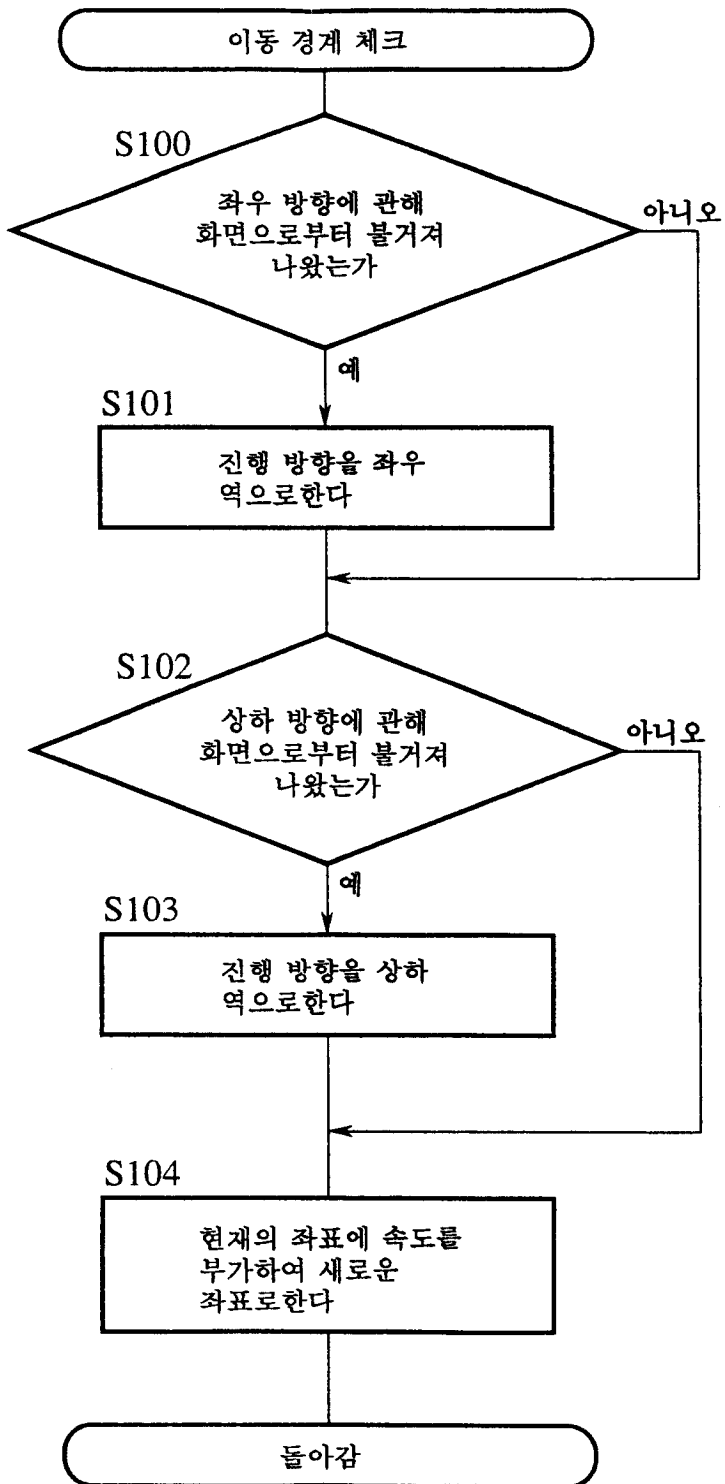 이동 경계 체크
S100
좌우 방향에 관해
화면으로부터 불거져
나왔는가
아니오
예
S101
진행 방향을 좌우
역으로한다
S102
상하 방향에 관해
화면으로부터 불거져
나왔는가
아니오
예
S103
진행 방향을 상하
역으로한다
S104
현재의 좌표에 속도를
부가하여 새로운
좌표로한다
돌아감